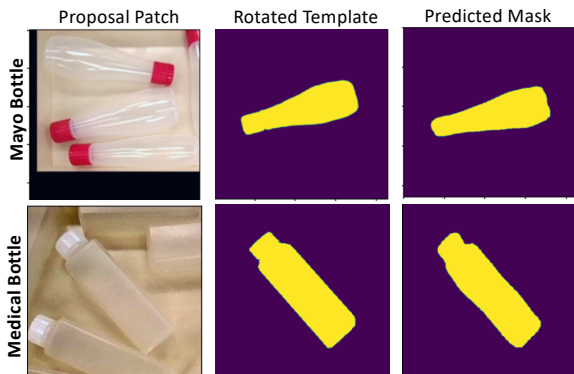 Proposal Patch Rotated Template Predicted Mask
Mayo Bottle
Medical Bottle